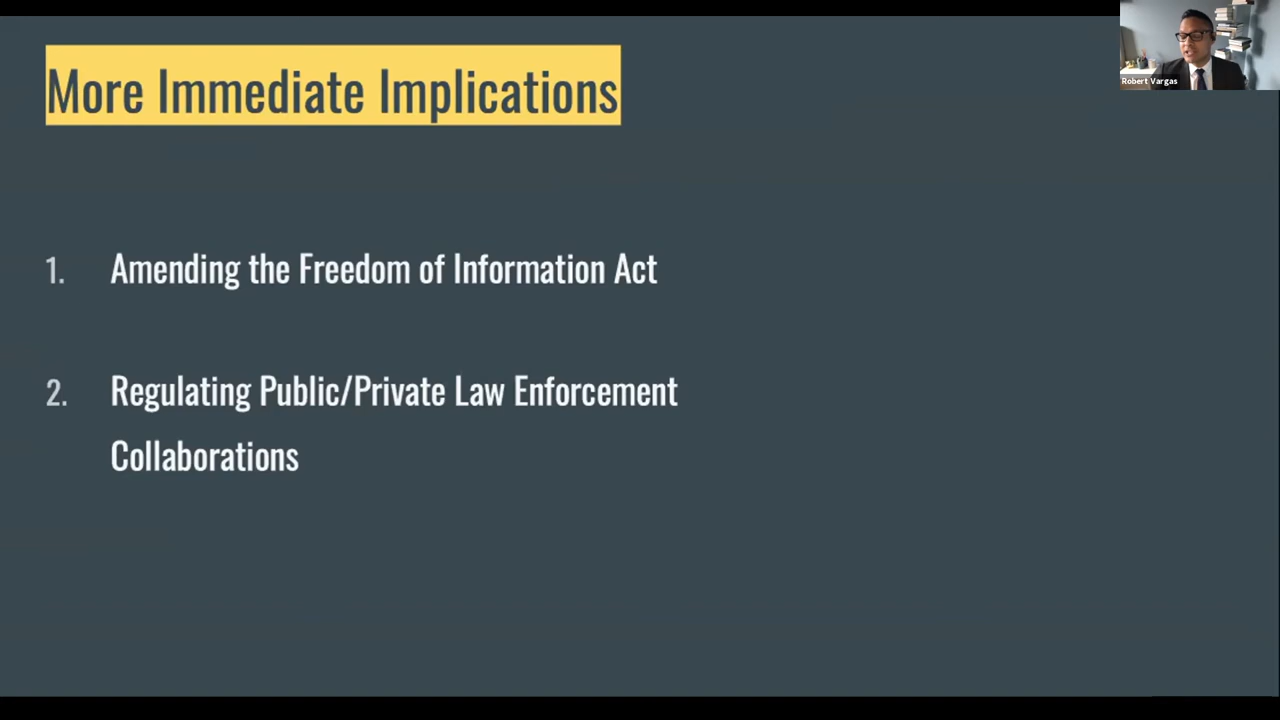 More Immediate Implications
Robert Vargas
1. Amending the Freedom of Information Act
2. Regulating Public/Private Law Enforcement
Collaborations